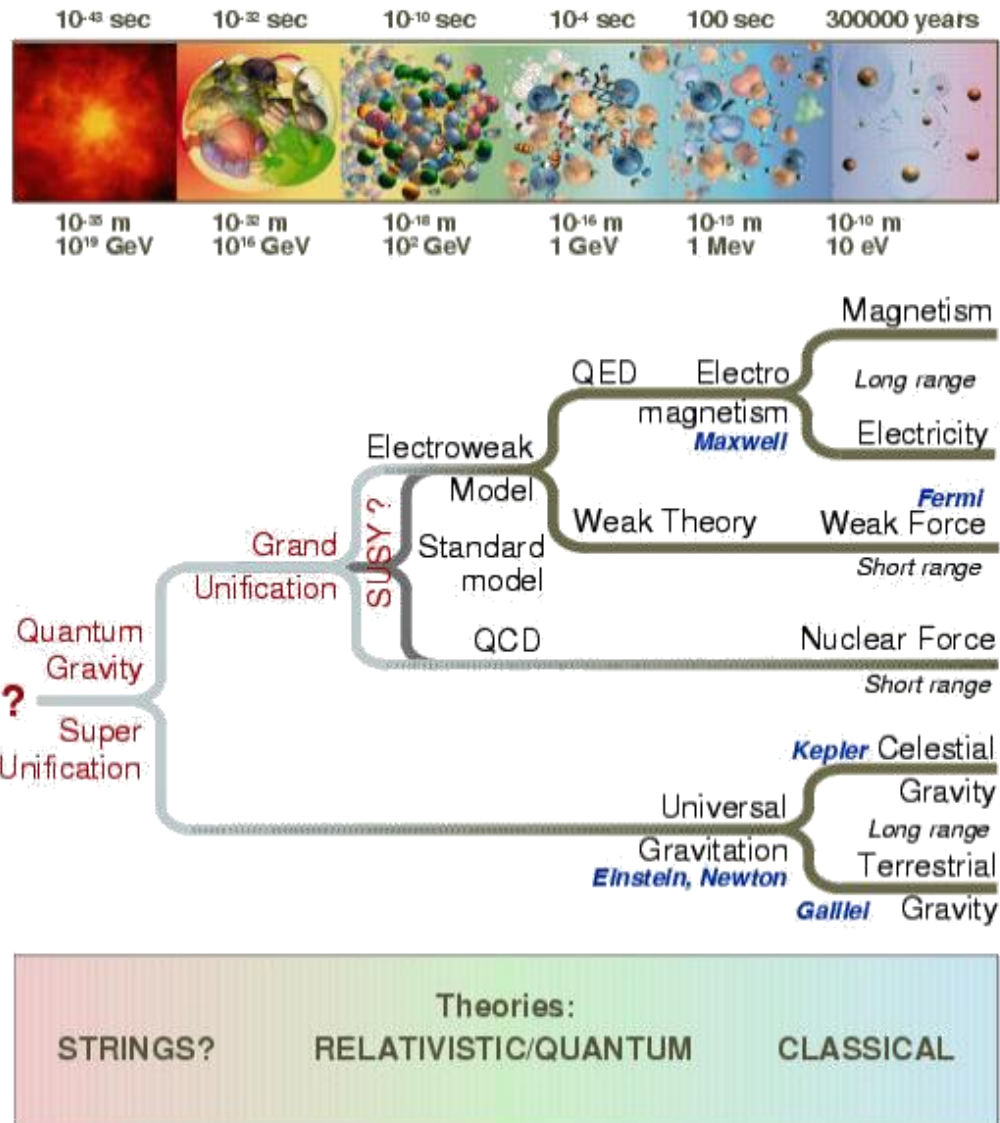 10⁻⁴³ sec 10⁻³² sec 10⁻¹⁰ sec 10⁻⁴ sec 100 sec 300000 years
10⁻³⁵ m 10⁻³² m 10⁻¹⁸ m 10⁻¹⁶ m 10⁻¹⁵ m 10⁻¹⁰ m
10¹⁹ GeV 10¹⁶ GeV 10² GeV 1 GeV 1 Mev 10 eV
Magnetism
QED Electro
Long range
magnetism
Maxwell
Electricity
Electroweak
Model
Fermi
Weak Theory Weak Force
Short range
Grand
Unification
SUSY ?
Standard
model
QCD Nuclear Force
Short range
Quantum
Gravity
?
Super
Unification
Kepler Celestial
Gravity
Universal
Long range
Gravitation
Einstein, Newton
Terrestrial
Galilei Gravity
Theories:
STRINGS? RELATIVISTIC/QUANTUM CLASSICAL